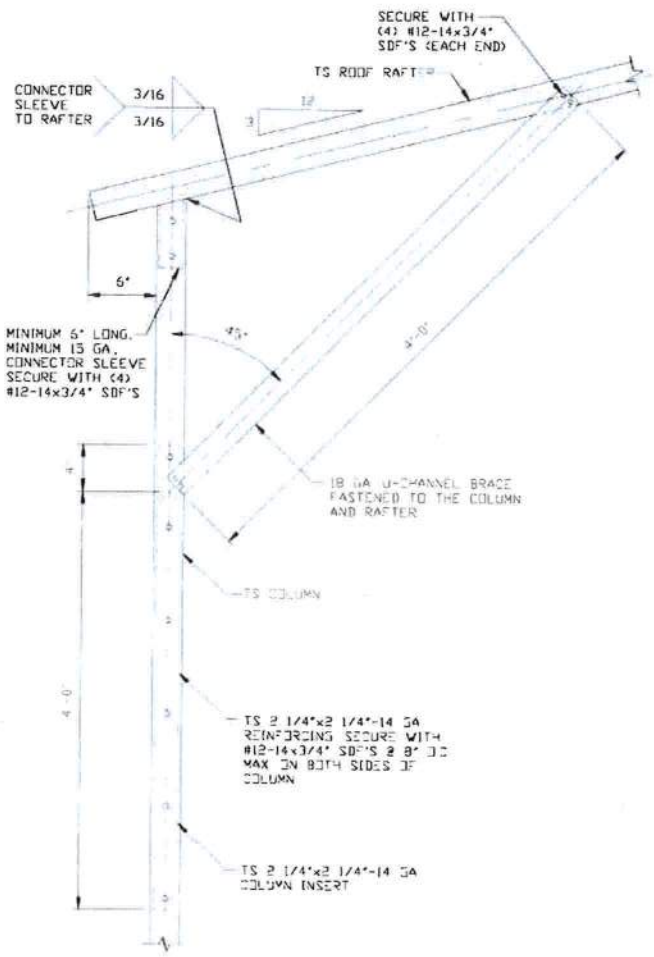 SECURE WITH
(4) #12-14x3/4"
SDF'S (EACH END)
TS ROOF RAFTER
CONNECTOR
SLEEVE
TO RAFTER
3/16
3/16
12
3
6"
MINIMUM 6" LONG,
MINIMUM 13 GA,
CONNECTOR SLEEVE
SECURE WITH (4)
#12-14x3/4" SDF'S
45°
4'-0"
4"
18 GA U-CHANNEL BRACE
FASTENED TO THE COLUMN
AND RAFTER
TS COLUMN
4'-0"
TS 2 1/4"x2 1/4"-14 GA
REINFORCING SECURE WITH
#12-14x3/4" SDF'S @ 8" OC
MAX ON BOTH SIDES OF
COLUMN
TS 2 1/4"x2 1/4"-14 GA
COLUMN INSERT